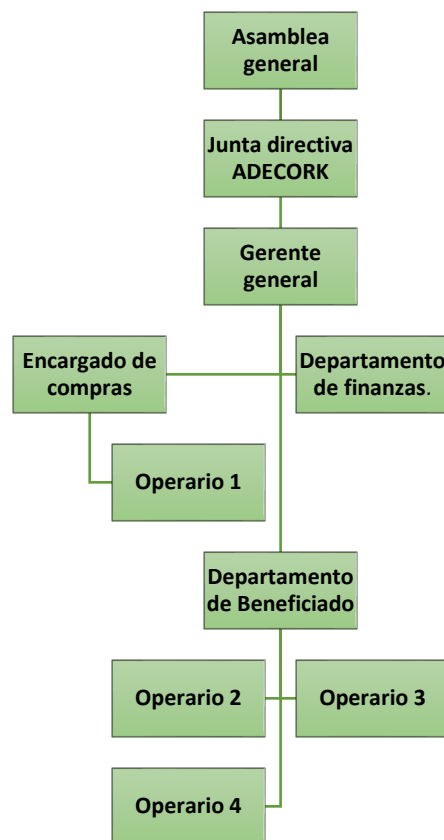 Asamblea
general
Junta directiva
ADECORK
Gerente
general
Encargado de
compras
Departamento
de finanzas.
Operario 1
Departamento
de Beneficiado
Operario 2
Operario 3
Operario 4